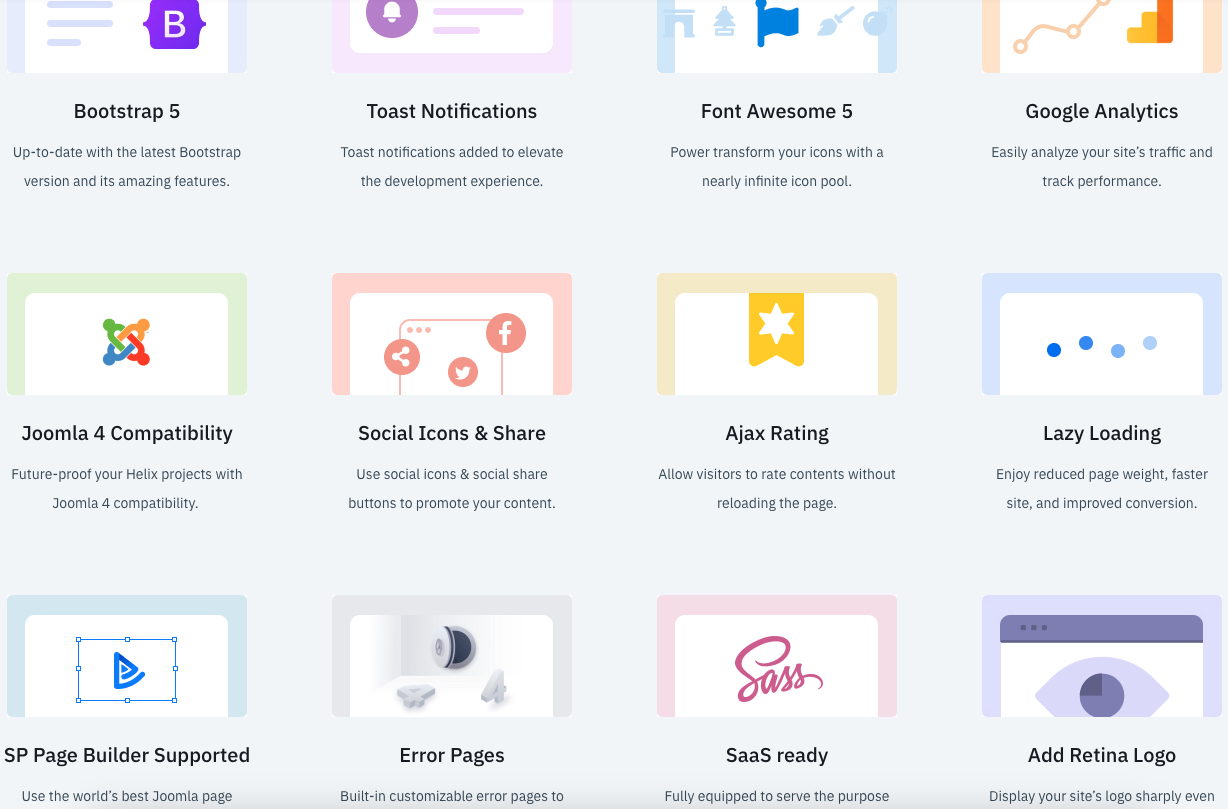 B
Bootstrap 5
Up-to-date with the latest Bootstrap
version and its amazing features.
Toast Notifications
Toast notifications added to elevate
the development experience.
Font Awesome 5
Power transform your icons with a
nearly infinite icon pool.
Google Analytics
Easily analyze your site’s traffic and
track performance.
Joomla 4 Compatibility
Future-proof your Helix projects with
Joomla 4 compatibility.
f
Social Icons & Share
Use social icons & social share
buttons to promote your content.
Ajax Rating
Allow visitors to rate contents without
reloading the page.
Lazy Loading
Enjoy reduced page weight, faster
site, and improved conversion.
SP Page Builder Supported
Use the world’s best Joomla page
4 4
Error Pages
Built-in customizable error pages to
Sass
SaaS ready
Fully equipped to serve the purpose
Add Retina Logo
Display your site’s logo sharply even